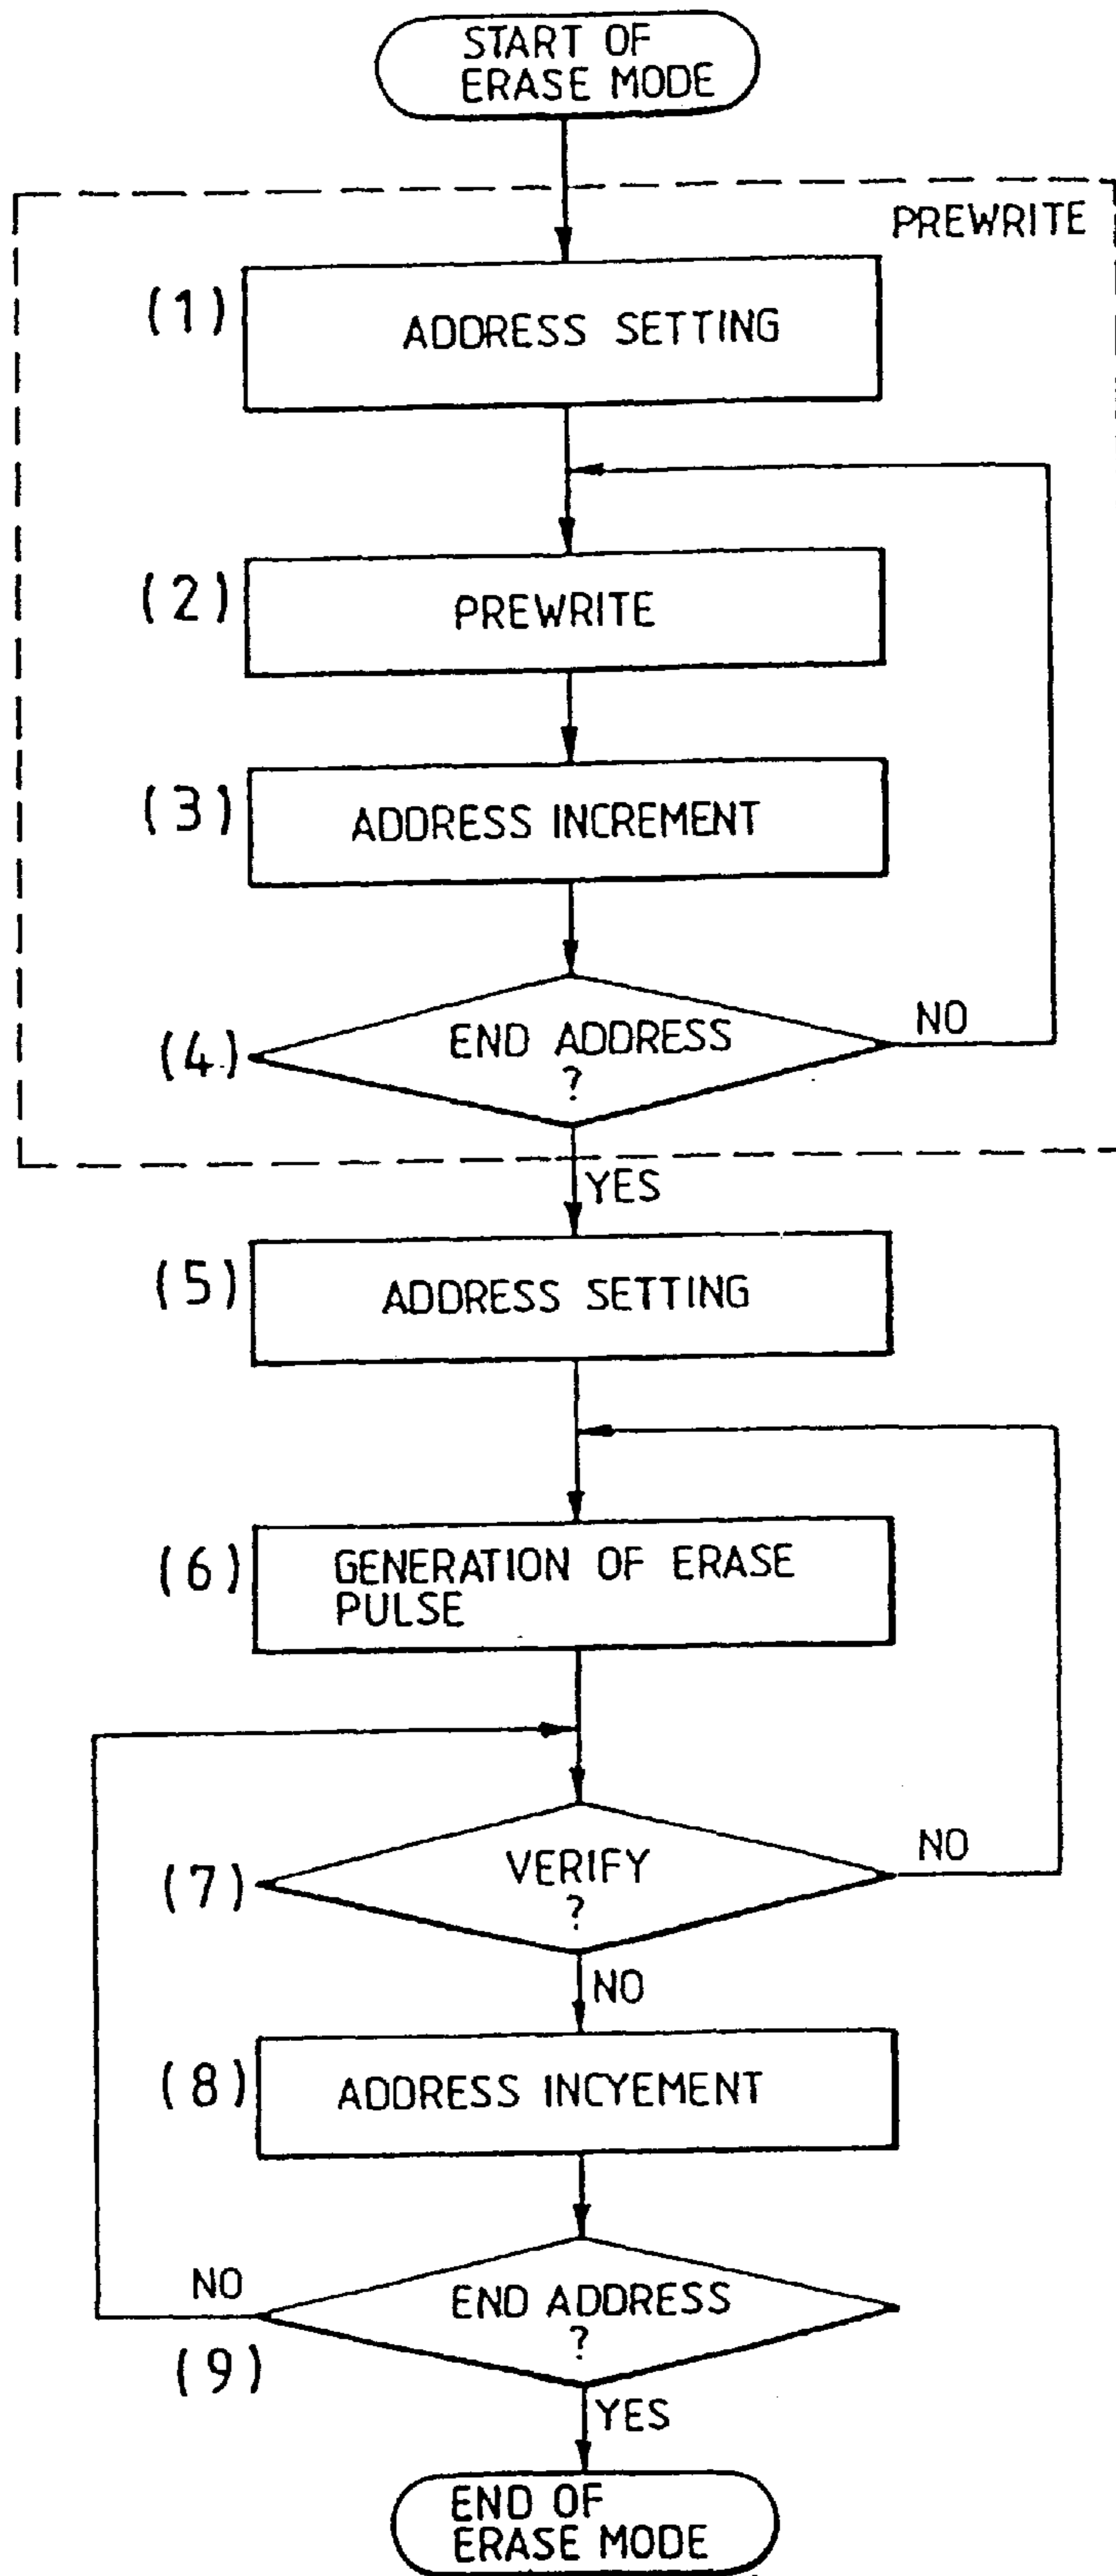 START OF
ERASE MODE
PREWRITE
(1)
ADDRESS SETTING
(2)
PREWRITE
(3)
ADDRESS INCREMENT
(4)
END ADDRESS
?
NO
YES
(5)
ADDRESS SETTING
(6)
GENERATION OF ERASE
PULSE
(7)
VERIFY
?
NO
NO
(8)
ADDRESS INCYEMENT
NO
END ADDRESS
?
(9)
YES
END OF
ERASE MODE